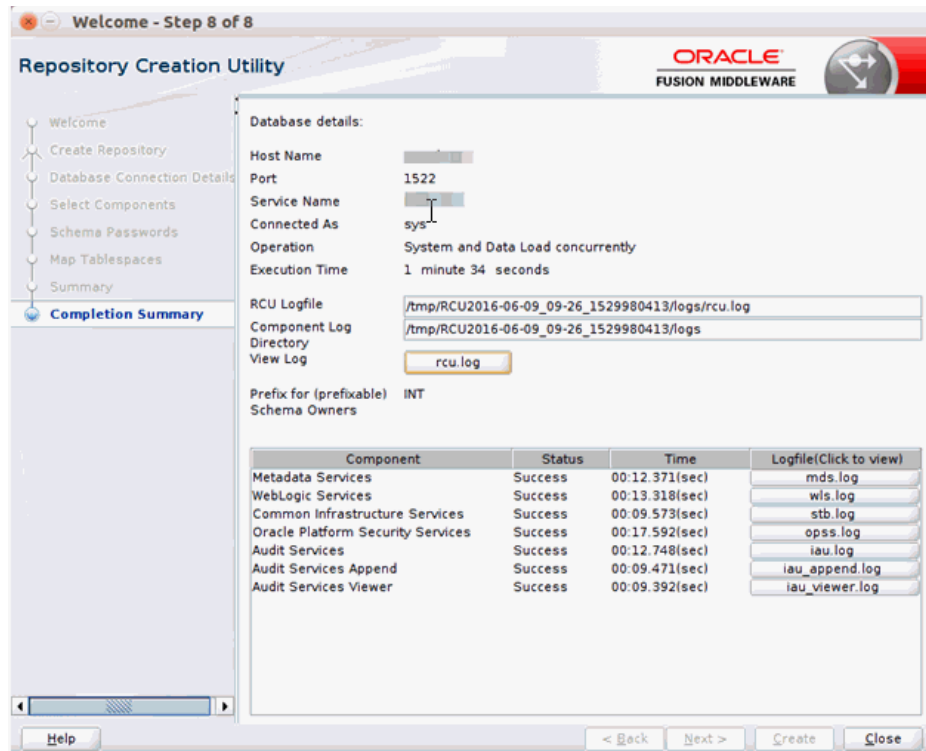 Welcome - Step 8 of 8
Repository Creation Utility
ORACLE
FUSION MIDDLEWARE
Welcome
Create Repository
Database Connection Details
Select Components
Schema Passwords
Map Tablespaces
Summary
Completion Summary
Database details:
Host Name
Port 1522
Service Name
Connected As sys
Operation System and Data Load concurrently
Execution Time 1 minute 34 seconds
RCU Logfile /tmp/RCU2016-06-09_09-26_1529980413/logs/rcu.log
Component Log Directory /tmp/RCU2016-06-09_09-26_1529980413/logs
View Log rcu.log
Prefix for (prefixable) INT
Schema Owners
Component Status Time Logfile(Click to view)
Metadata Services Success 00:12.371(sec) mds.log
WebLogic Services Success 00:13.318(sec) wls.log
Common Infrastructure Services Success 00:09.573(sec) stb.log
Oracle Platform Security Services Success 00:17.592(sec) opss.log
Audit Services Success 00:12.748(sec) iau.log
Audit Services Append Success 00:09.471(sec) iau_append.log
Audit Services Viewer Success 00:09.392(sec) iau_viewer.log
Help < Back Next > Create Close